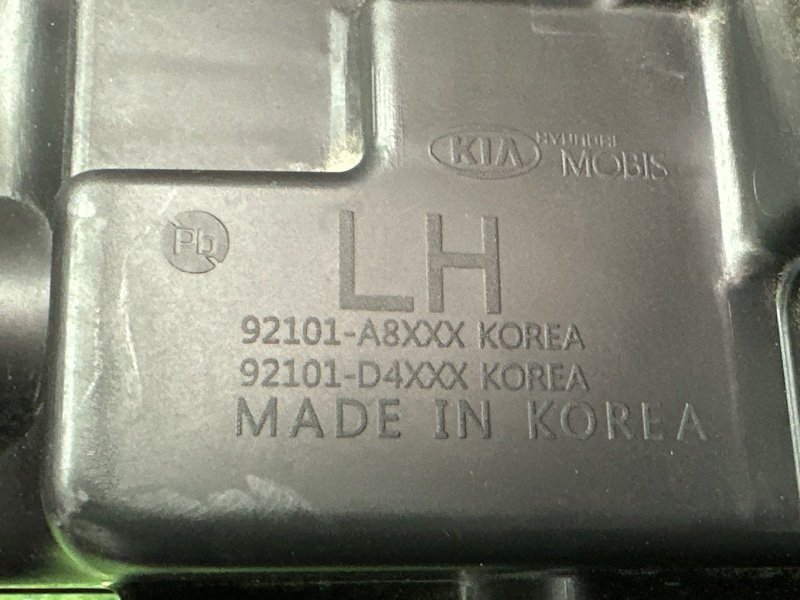 KIA HYUNDAI
MOBIS
Pb
LH
92101-A8XXX KOREA
92101-D4XXX KOREA
MADE IN KOREA